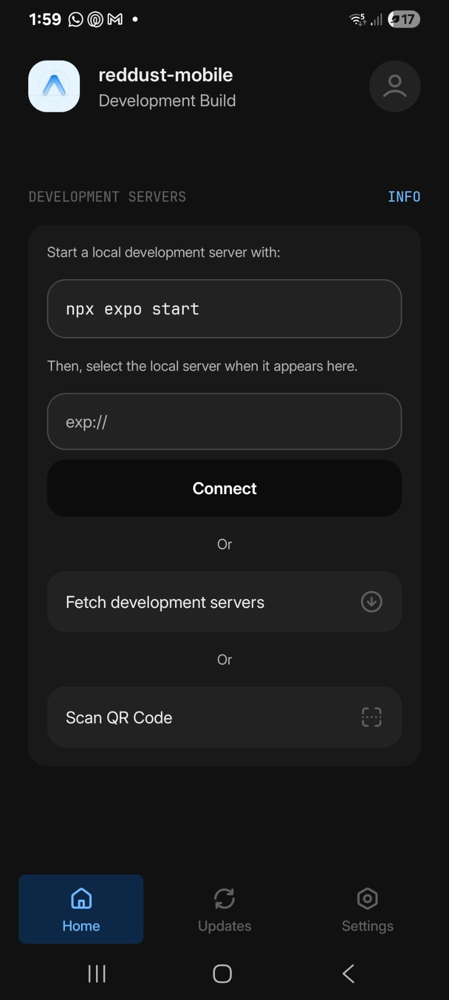 1:59
5
17
reddust-mobile
Development Build
DEVELOPMENT SERVERS
INFO
Start a local development server with:
npx expo start
Then, select the local server when it appears here.
exp://
Connect
Or
Fetch development servers
Or
Scan QR Code
Home
Updates
Settings